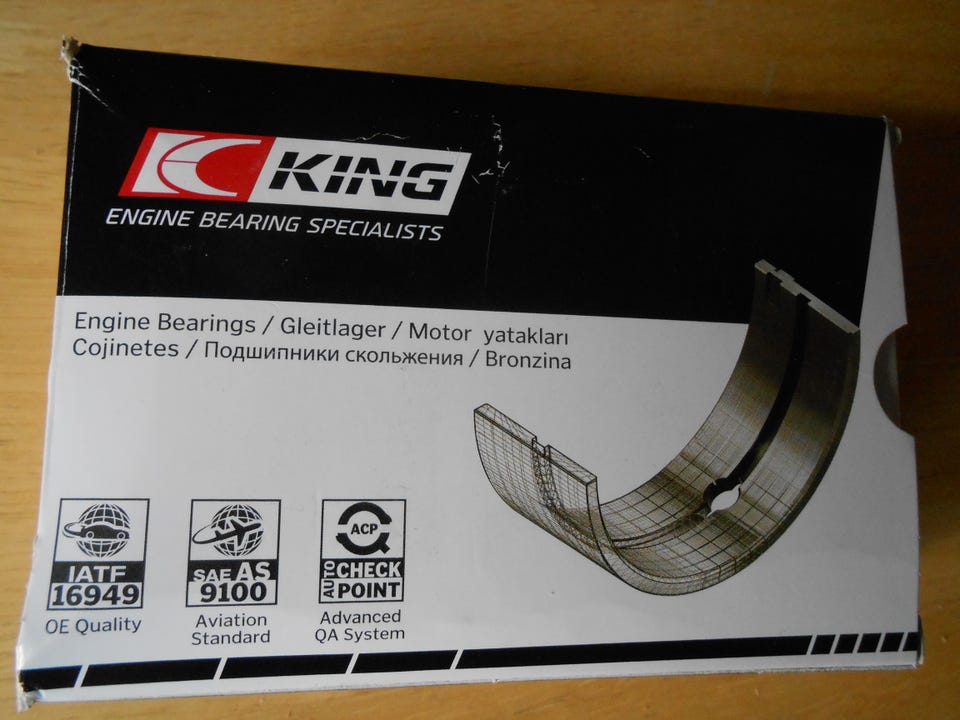 KING
ENGINE BEARING SPECIALISTS
Engine Bearings / Gleitlager / Motor yatakları
Cojinetes / Подшипники скольжения / Bronzina
IATF
16949
OE Quality
SAE AS
9100
Aviation
Standard
ACP
AUTO CHECK
POINT
Advanced
QA System